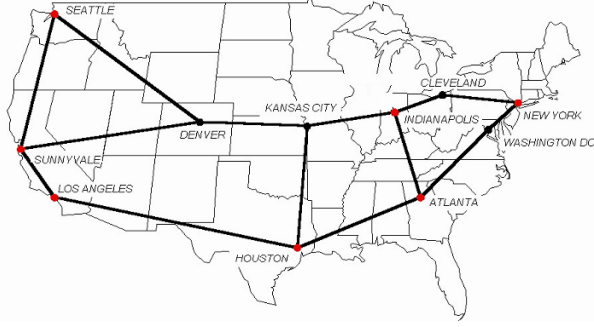 SEATTLE
CLEVELAND
KANSAS CITY
INDIANAPOLIS
NEW YORK
DENVER
WASHINGTON DC
SUNNYVALE
LOS ANGELES
ATLANTA
HOUSTON